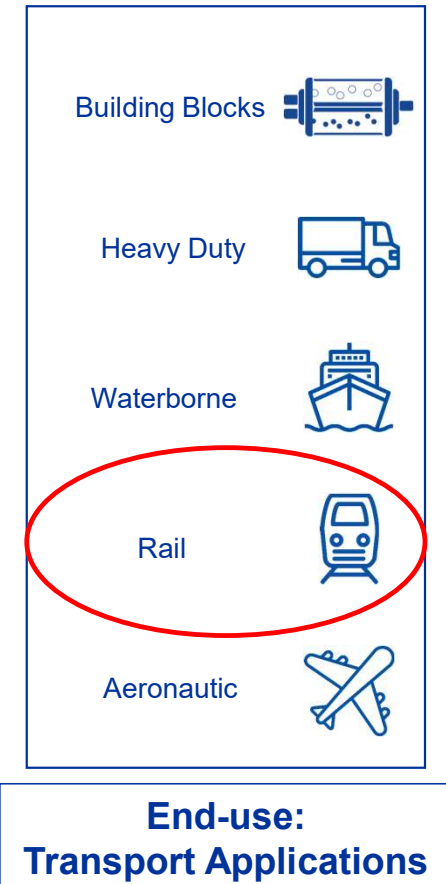 Building Blocks
Heavy Duty
Waterborne
Rail
Aeronautic
End-use:
Transport Applications